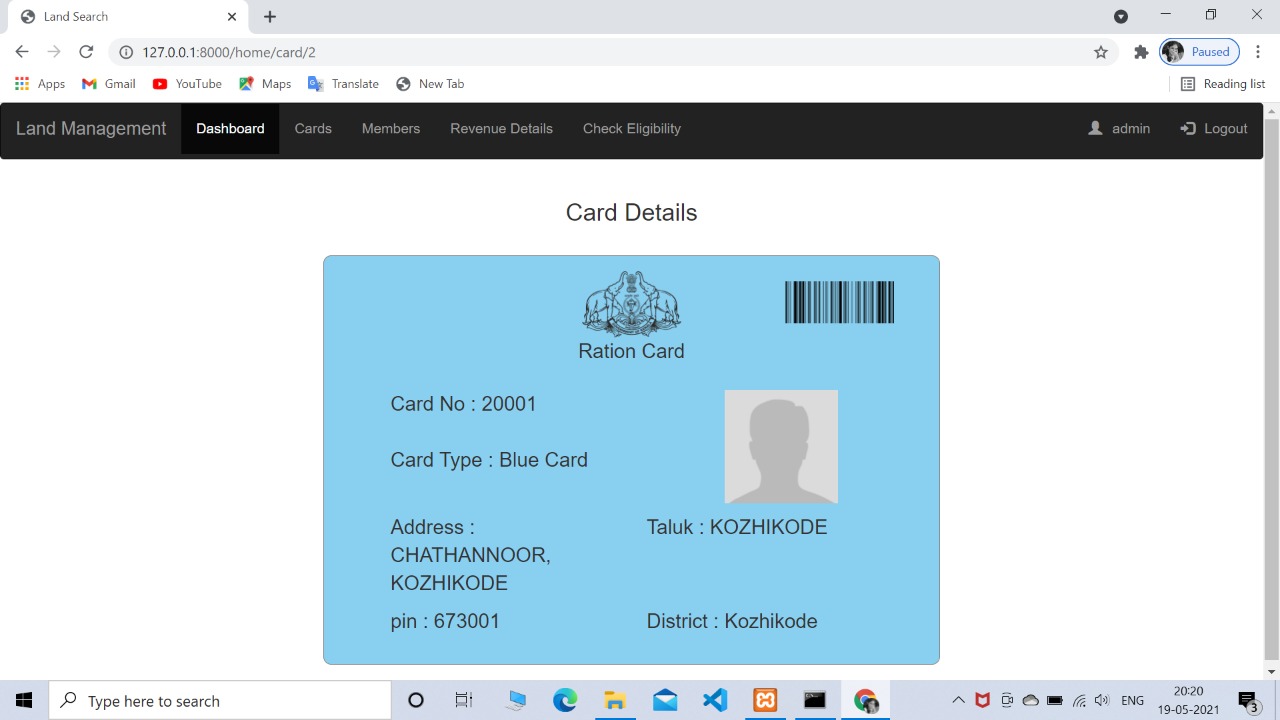 Land Search
127.0.0.1:8000/home/card/2
Paused
Apps Gmail YouTube Maps Translate New Tab Reading list
Land Management Dashboard Cards Members Revenue Details Check Eligibility admin Logout
Card Details
Ration Card
Card No : 20001
Card Type : Blue Card
Address :
CHATHANNOOR,
KOZHIKODE
Taluk : KOZHIKODE
pin : 673001
District : Kozhikode
Type here to search
ENG
20:20
19-05-2021
3